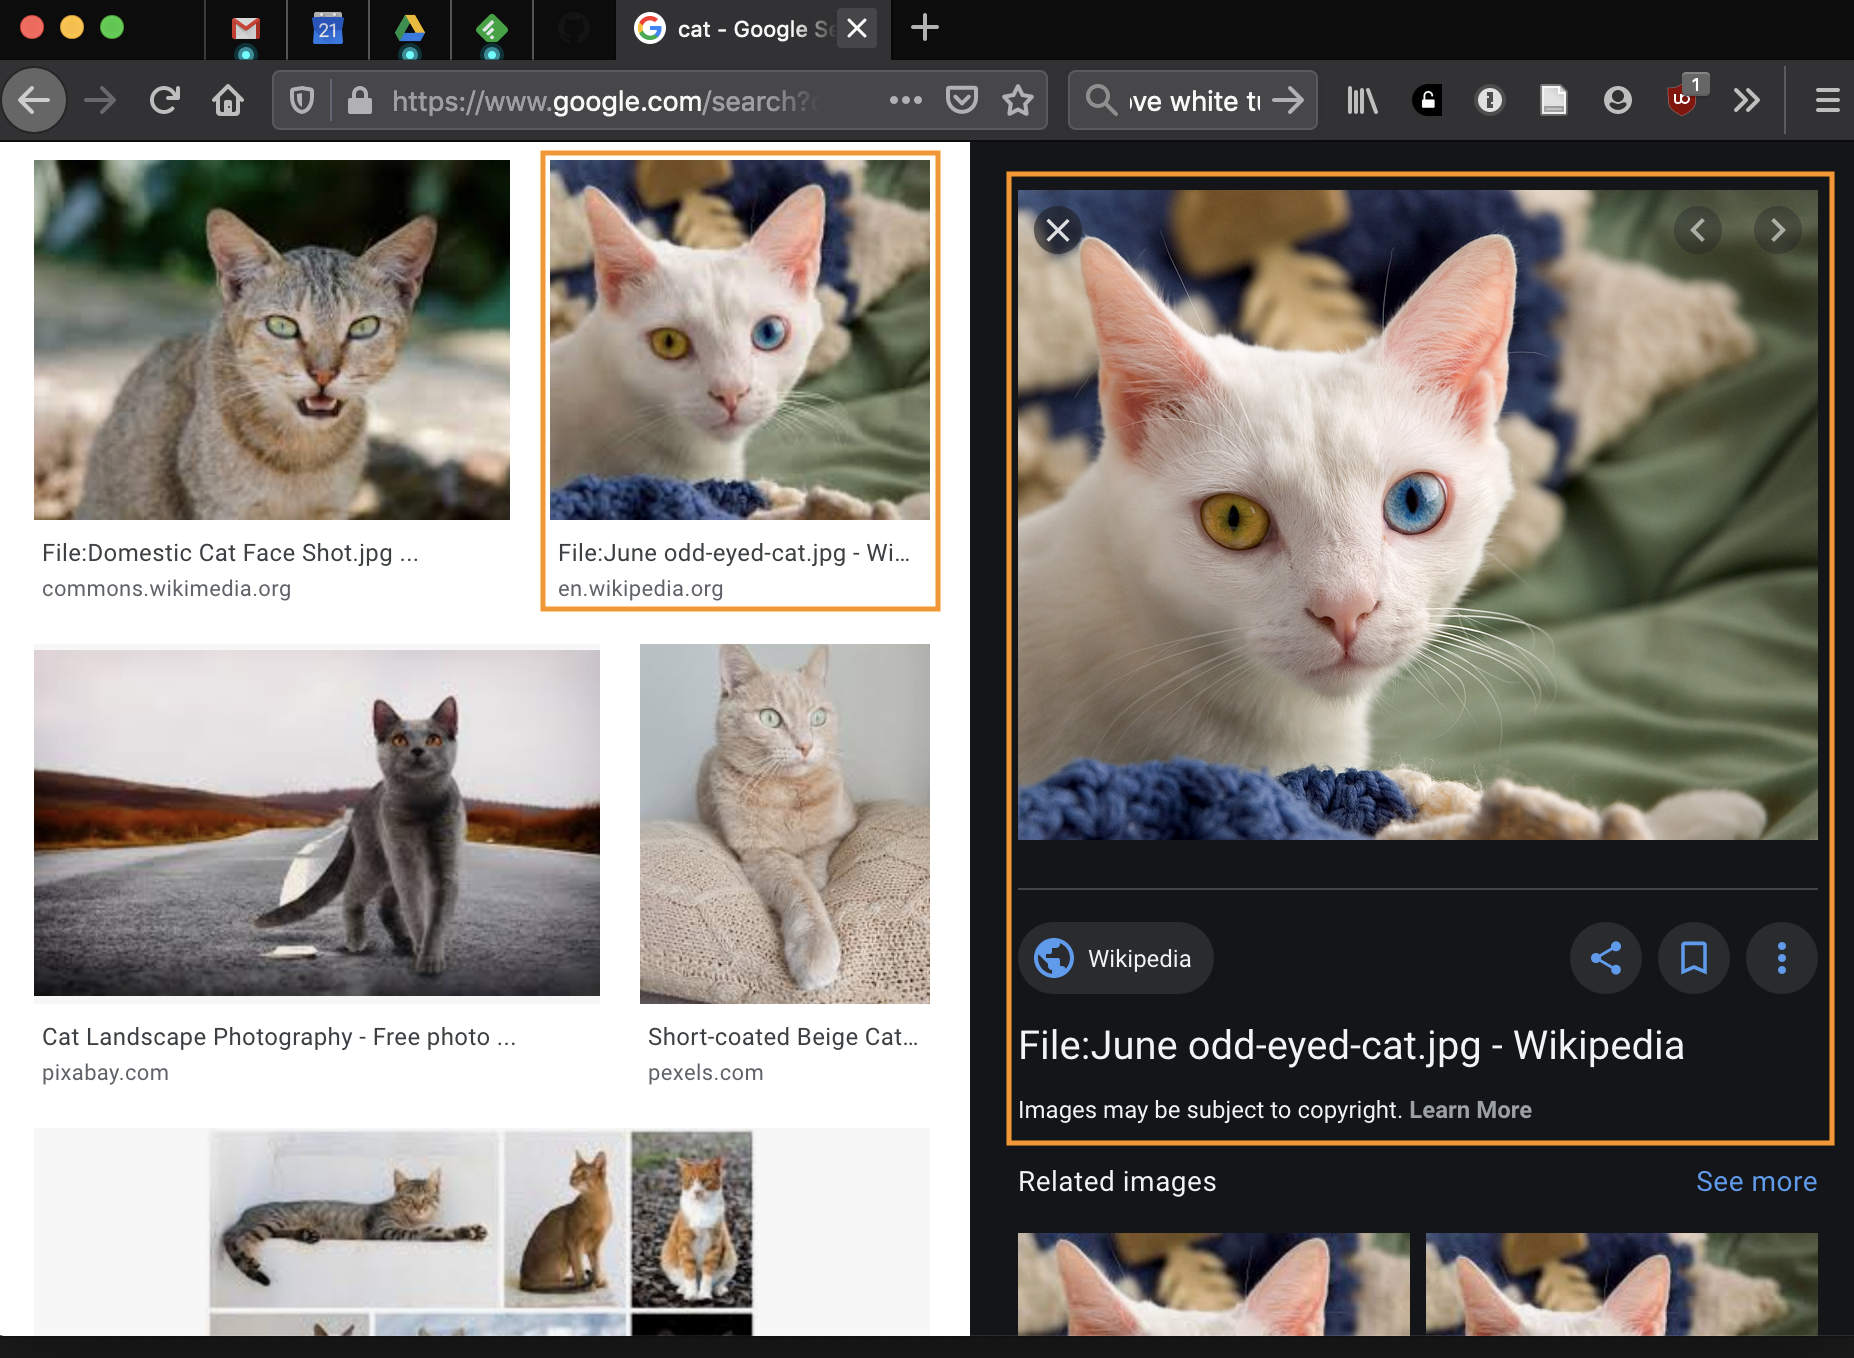 21
cat - Google Se
https://www.google.com/search?
ve white t
1
File:Domestic Cat Face Shot.jpg ...
commons.wikimedia.org
File:June odd-eyed-cat.jpg - Wi...
en.wikipedia.org
Cat Landscape Photography - Free photo ...
pixabay.com
Short-coated Beige Cat...
pexels.com
Wikipedia
File:June odd-eyed-cat.jpg - Wikipedia
Images may be subject to copyright. Learn More
Related images
See more